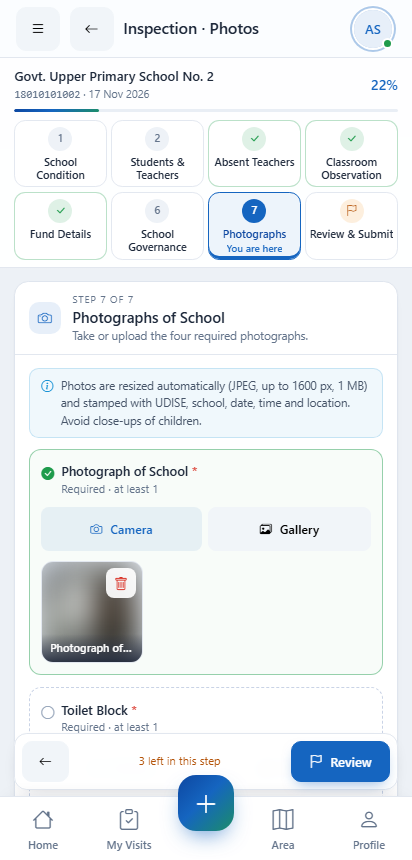 Inspection · Photos
AS
Govt. Upper Primary School No. 2
18010101002 · 17 Nov 2026
22%
1
School
Condition
2
Students &
Teachers
Absent Teachers
Classroom
Observation
Fund Details
6
School
Governance
7
Photographs
You are here
Review & Submit
STEP 7 OF 7
Photographs of School
Take or upload the four required photographs.
Photos are resized automatically (JPEG, up to 1600 px, 1 MB)
and stamped with UDISE, school, date, time and location.
Avoid close-ups of children.
Photograph of School *
Required · at least 1
Camera
Gallery
Photograph of...
Toilet Block *
Required · at least 1
3 left in this step
Review
Home
My Visits
Area
Profile